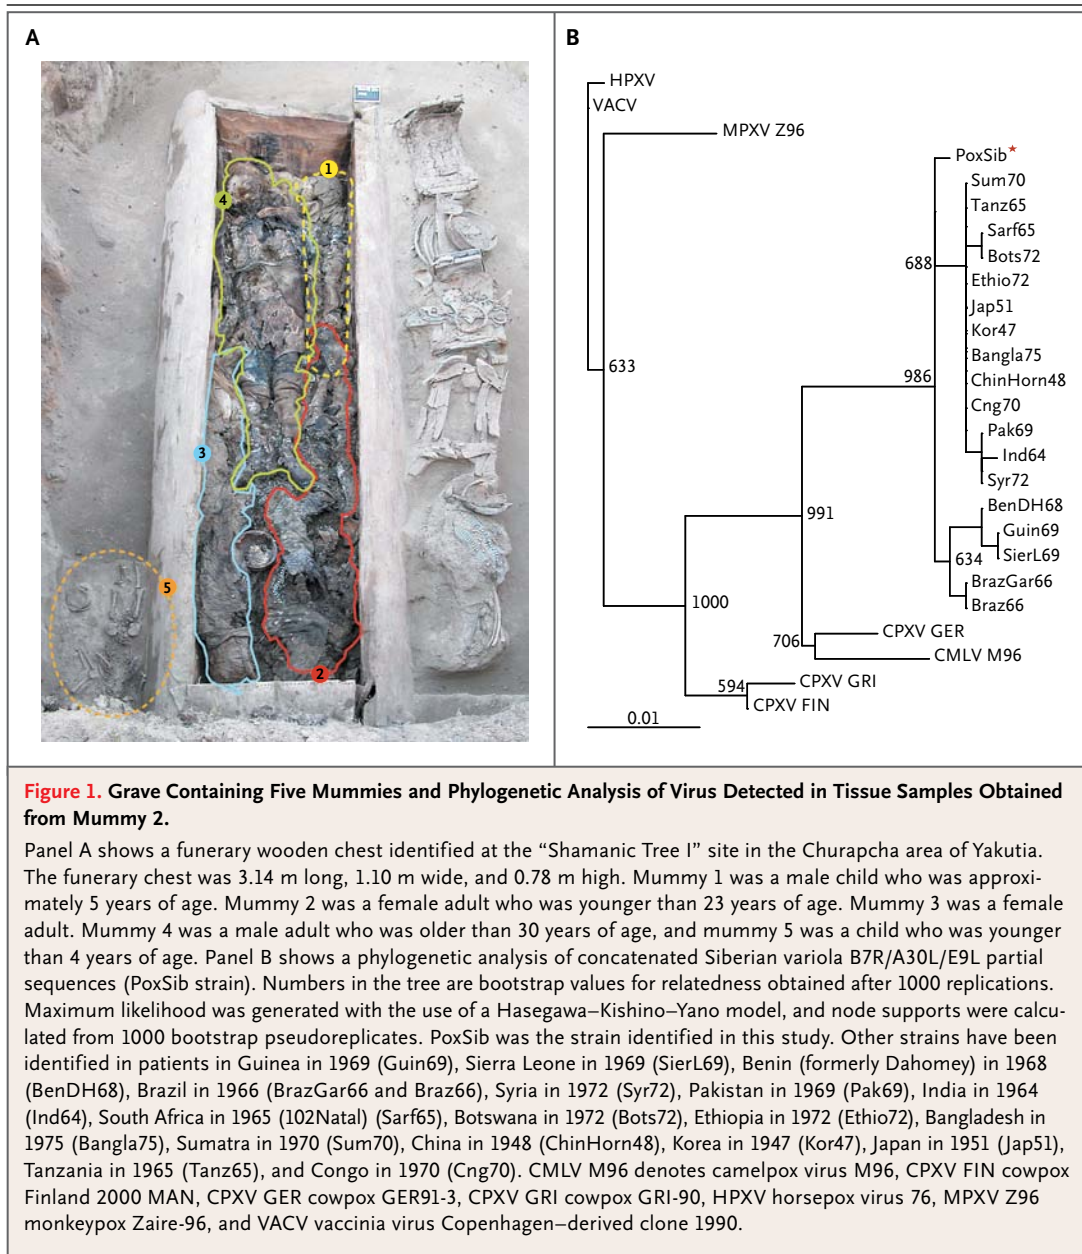 A
1
4
3
5
2
B
HPXV
VACV
MPXV Z96
PoxSib★
Sum70
Tanz65
Sarf65
Bots72
688
Ethio72
Jap51
Kor47
Bangla75
633
986
ChinHorn48
Cng70
Pak69
Ind64
Syr72
BenDH68
991
Guin69
SierL69
634
BrazGar66
1000
Braz66
CPXV GER
706
CMLV M96
CPXV GRI
594
CPXV FIN
0.01
Figure 1. Grave Containing Five Mummies and Phylogenetic Analysis of Virus Detected in Tissue Samples Obtained
from Mummy 2.
Panel A shows a funerary wooden chest identified at the “Shamanic Tree I” site in the Churapcha area of Yakutia.
The funerary chest was 3.14 m long, 1.10 m wide, and 0.78 m high. Mummy 1 was a male child who was approxi-
mately 5 years of age. Mummy 2 was a female adult who was younger than 23 years of age. Mummy 3 was a female
adult. Mummy 4 was a male adult who was older than 30 years of age, and mummy 5 was a child who was younger
than 4 years of age. Panel B shows a phylogenetic analysis of concatenated Siberian variola B7R/A30L/E9L partial
sequences (PoxSib strain). Numbers in the tree are bootstrap values for relatedness obtained after 1000 replications.
Maximum likelihood was generated with the use of a Hasegawa–Kishino–Yano model, and node supports were calcu-
lated from 1000 bootstrap pseudoreplicates. PoxSib was the strain identified in this study. Other strains have been
identified in patients in Guinea in 1969 (Guin69), Sierra Leone in 1969 (SierL69), Benin (formerly Dahomey) in 1968
(BenDH68), Brazil in 1966 (BrazGar66 and Braz66), Syria in 1972 (Syr72), Pakistan in 1969 (Pak69), India in 1964
(Ind64), South Africa in 1965 (102Natal) (Sarf65), Botswana in 1972 (Bots72), Ethiopia in 1972 (Ethio72), Bangladesh in
1975 (Bangla75), Sumatra in 1970 (Sum70), China in 1948 (ChinHorn48), Korea in 1947 (Kor47), Japan in 1951 (Jap51),
Tanzania in 1965 (Tanz65), and Congo in 1970 (Cng70). CMLV M96 denotes camelpox virus M96, CPXV FIN cowpox
Finland 2000 MAN, CPXV GER cowpox GER91-3, CPXV GRI cowpox GRI-90, HPXV horsepox virus 76, MPXV Z96
monkeypox Zaire-96, and VACV vaccinia virus Copenhagen–derived clone 1990.